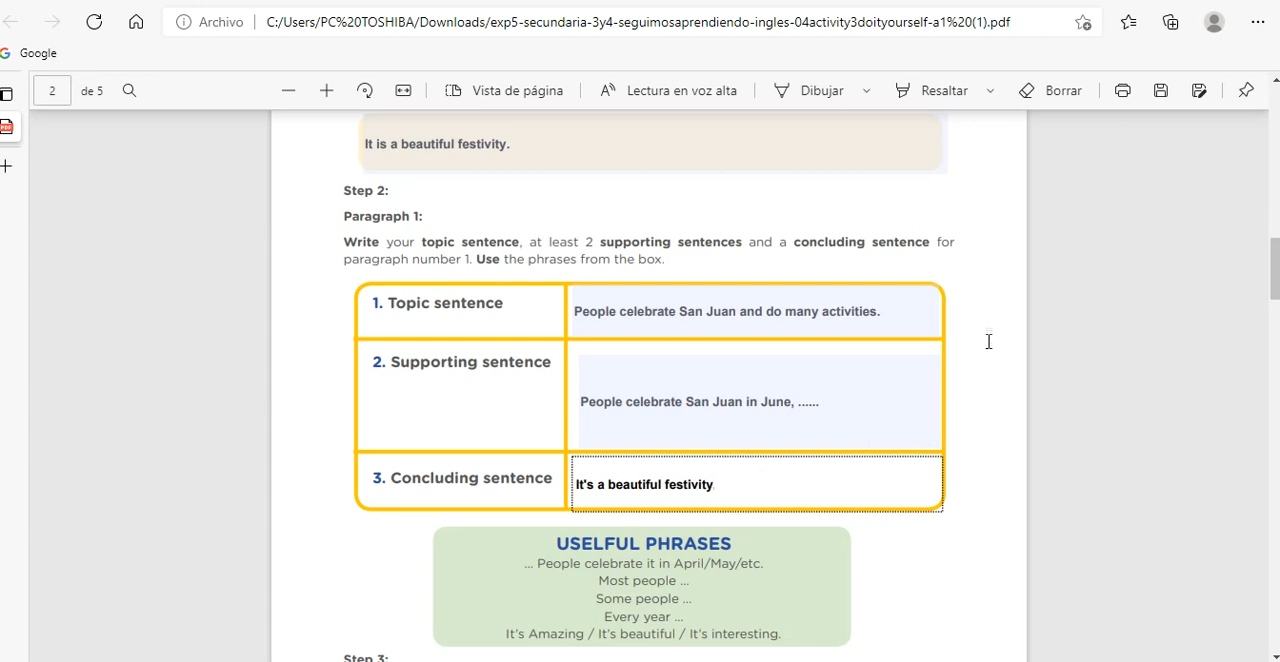 Archivo | C:/Users/PC%20TOSHIBA/Downloads/exp5-secundaria-3y4-seguimosaprendiendo-ingles-04activity3doityourself-a1%20(1).pdf
Google
2 de 5 Vista de página Lectura en voz alta Dibujar Resaltar Borrar
PDF
It is a beautiful festivity.
Step 2:
Paragraph 1:
Write your topic sentence, at least 2 supporting sentences and a concluding sentence for
paragraph number 1. Use the phrases from the box.
1. Topic sentence People celebrate San Juan and do many activities.
2. Supporting sentence
People celebrate San Juan in June, ......
3. Concluding sentence It's a beautiful festivity.
USELFUL PHRASES
... People celebrate it in April/May/etc.
Most people ...
Some people ...
Every year ...
It's Amazing / It's beautiful / It's interesting.
Step 3: